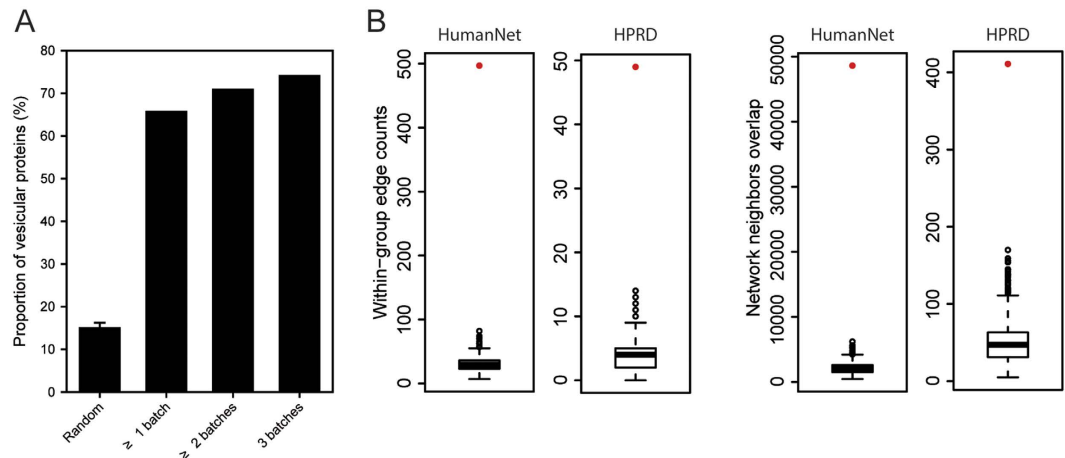 A
Proportion of vesicular proteins (%)
80
70
60
50
40
30
20
10
0
Random
≥ 1 batch
≥ 2 batches
3 batches
B
HumanNet
Within-group edge counts
500
400
300
200
100
0
HPRD
50
40
30
20
10
0
HumanNet
Network neighbors overlap
50000
40000
30000
20000
10000
0
HPRD
400
300
200
100
0